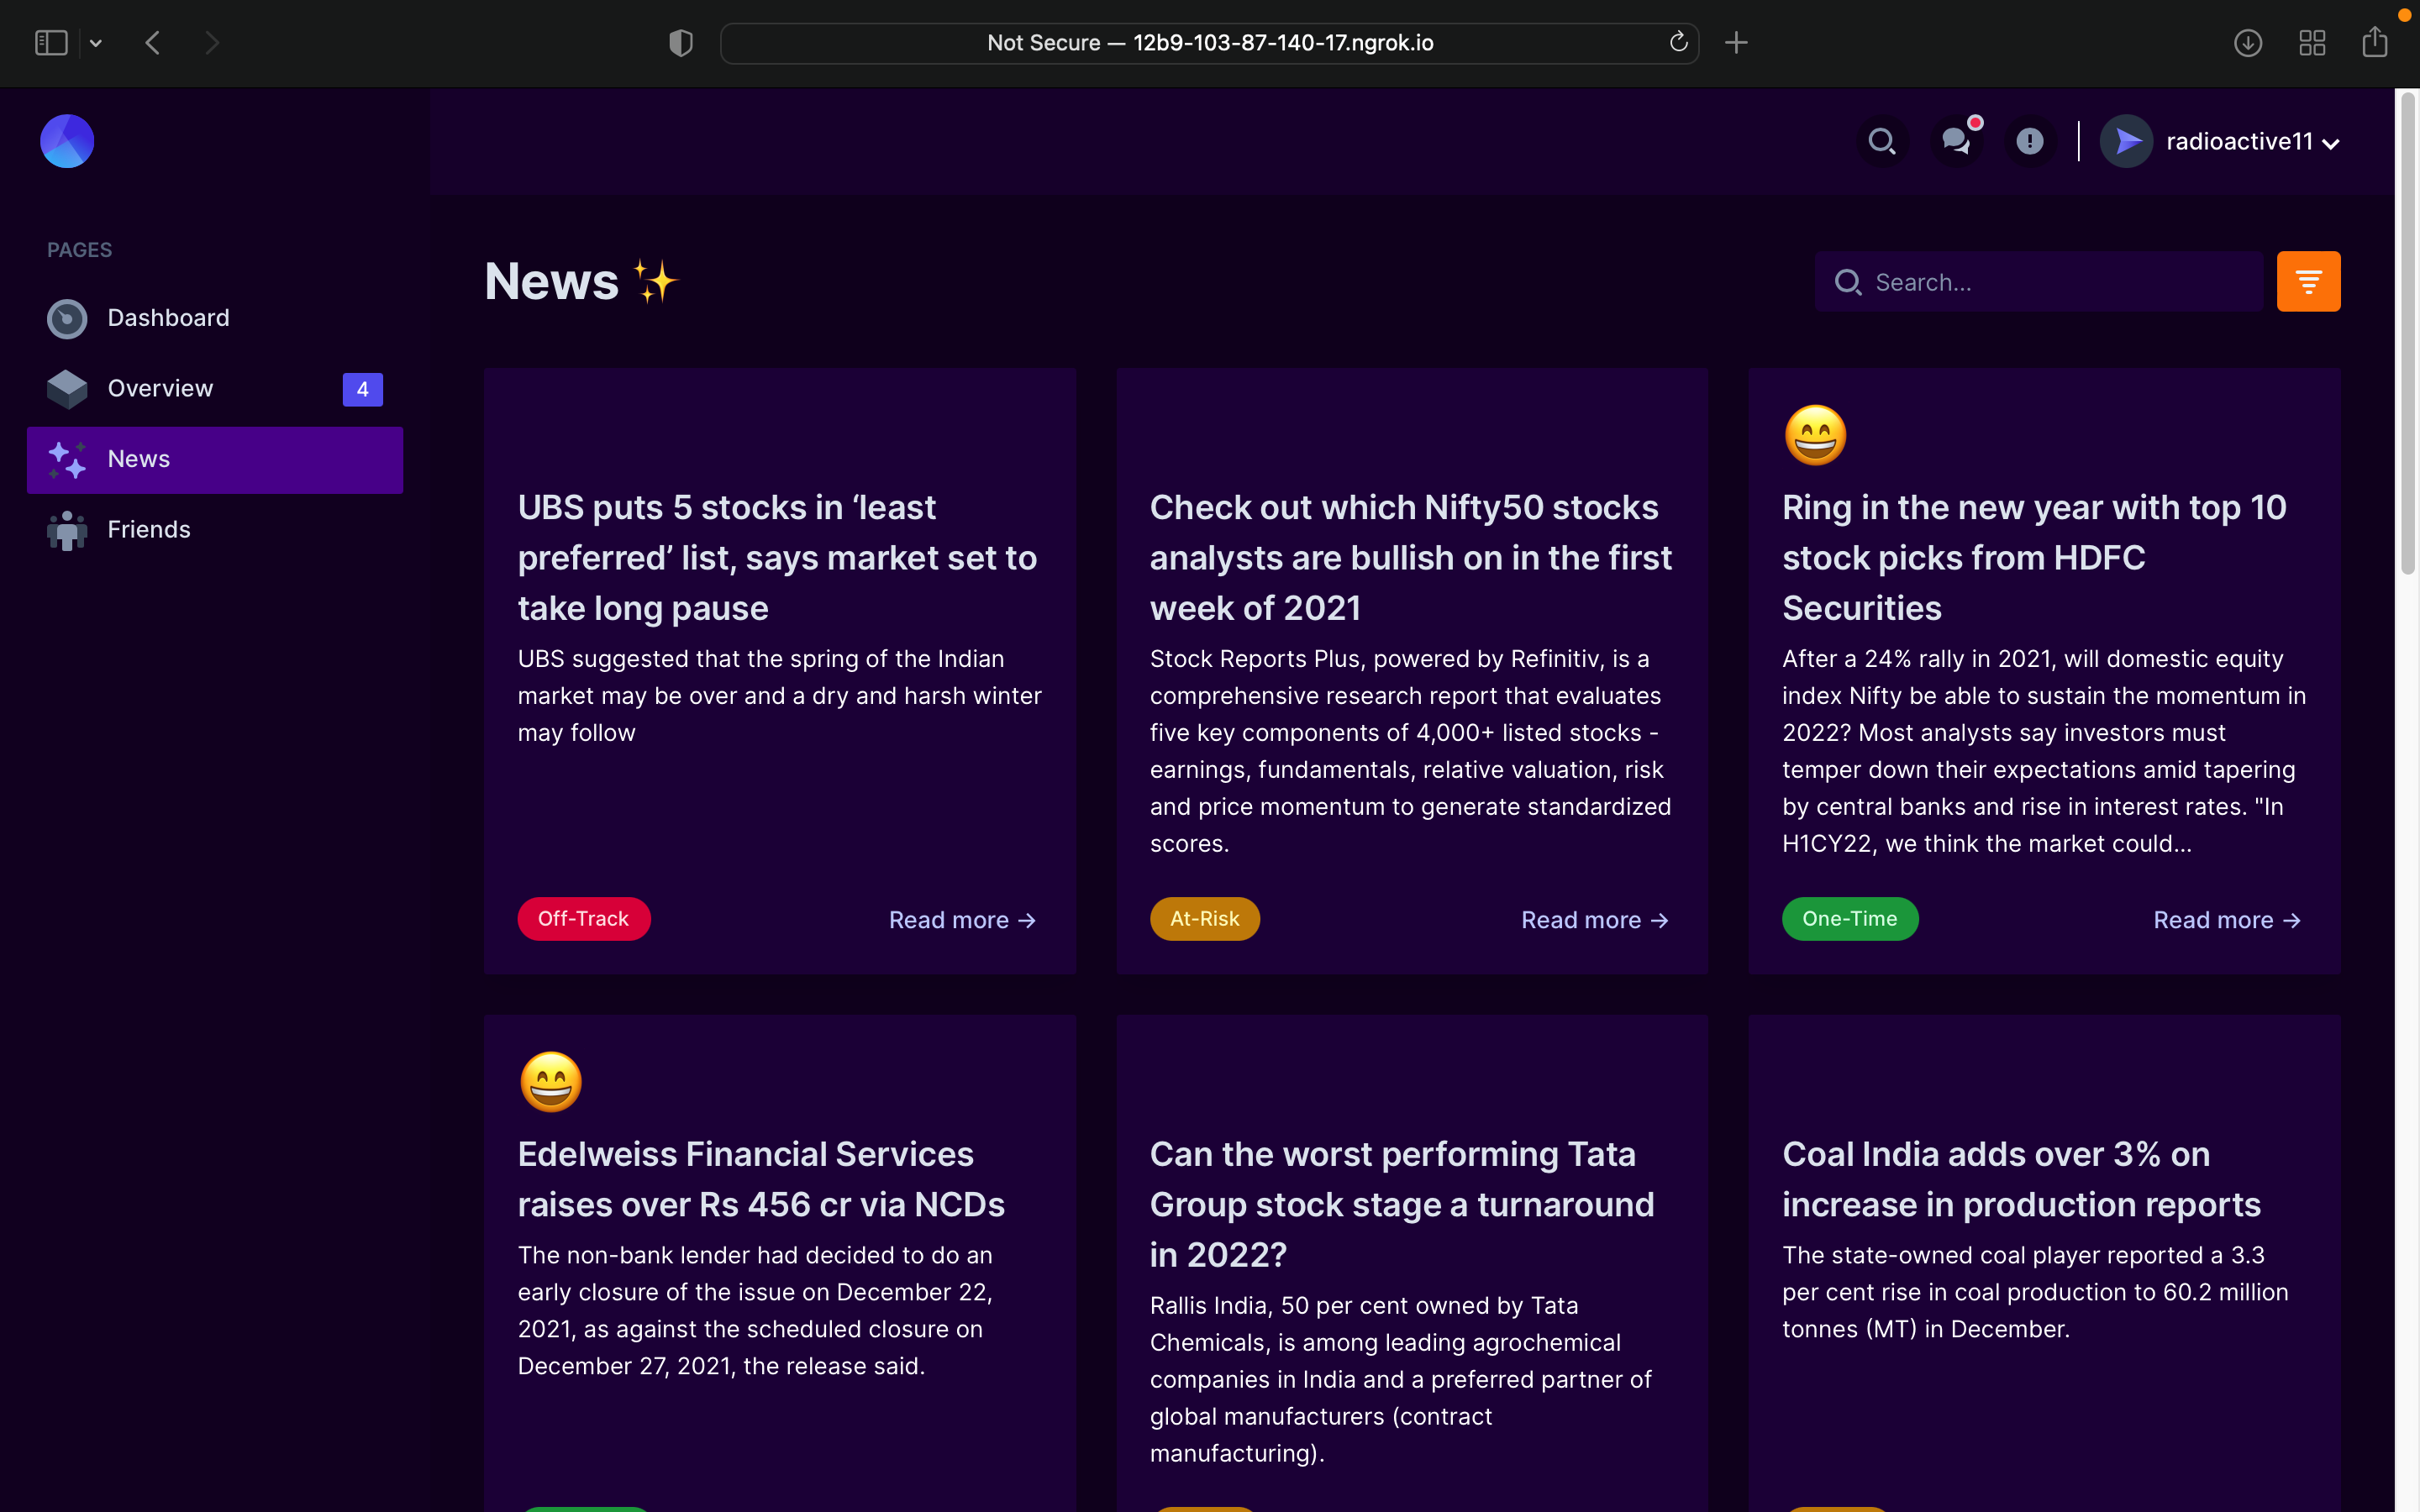 Not Secure — 12b9-103-87-140-17.ngrok.io
radioactive11
PAGES
Dashboard
Overview
4
News
Friends
News ✨
Search...
UBS puts 5 stocks in ‘least
preferred’ list, says market set to
take long pause
UBS suggested that the spring of the Indian
market may be over and a dry and harsh winter
may follow
Off-Track
Read more →
Check out which Nifty50 stocks
analysts are bullish on in the first
week of 2021
Stock Reports Plus, powered by Refinitiv, is a
comprehensive research report that evaluates
five key components of 4,000+ listed stocks -
earnings, fundamentals, relative valuation, risk
and price momentum to generate standardized
scores.
At-Risk
Read more →
Ring in the new year with top 10
stock picks from HDFC
Securities
After a 24% rally in 2021, will domestic equity
index Nifty be able to sustain the momentum in
2022? Most analysts say investors must
temper down their expectations amid tapering
by central banks and rise in interest rates. "In
H1CY22, we think the market could...
One-Time
Read more →
Edelweiss Financial Services
raises over Rs 456 cr via NCDs
The non-bank lender had decided to do an
early closure of the issue on December 22,
2021, as against the scheduled closure on
December 27, 2021, the release said.
Can the worst performing Tata
Group stock stage a turnaround
in 2022?
Rallis India, 50 per cent owned by Tata
Chemicals, is among leading agrochemical
companies in India and a preferred partner of
global manufacturers (contract
manufacturing).
Coal India adds over 3% on
increase in production reports
The state-owned coal player reported a 3.3
per cent rise in coal production to 60.2 million
tonnes (MT) in December.